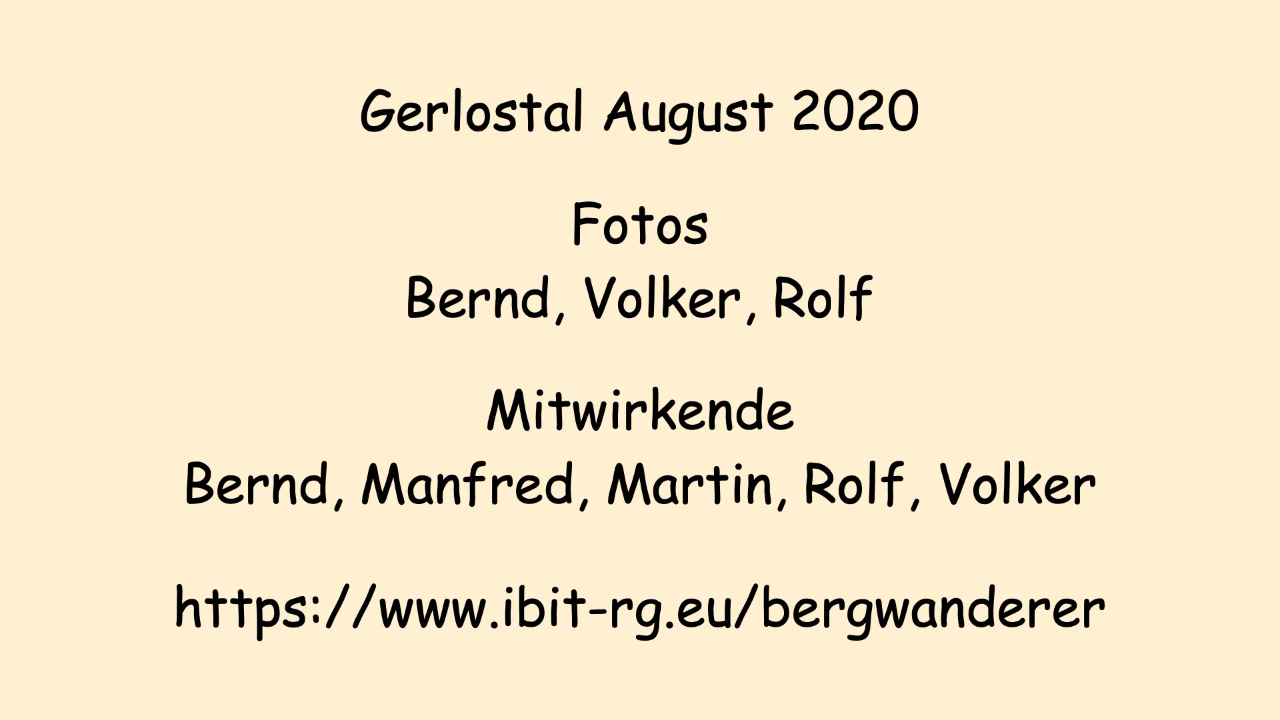 Gerlostal August 2020
Fotos
Bernd, Volker, Rolf
Mitwirkende
Bernd, Manfred, Martin, Rolf, Volker
https://www.ibit-rg.eu/bergwanderer